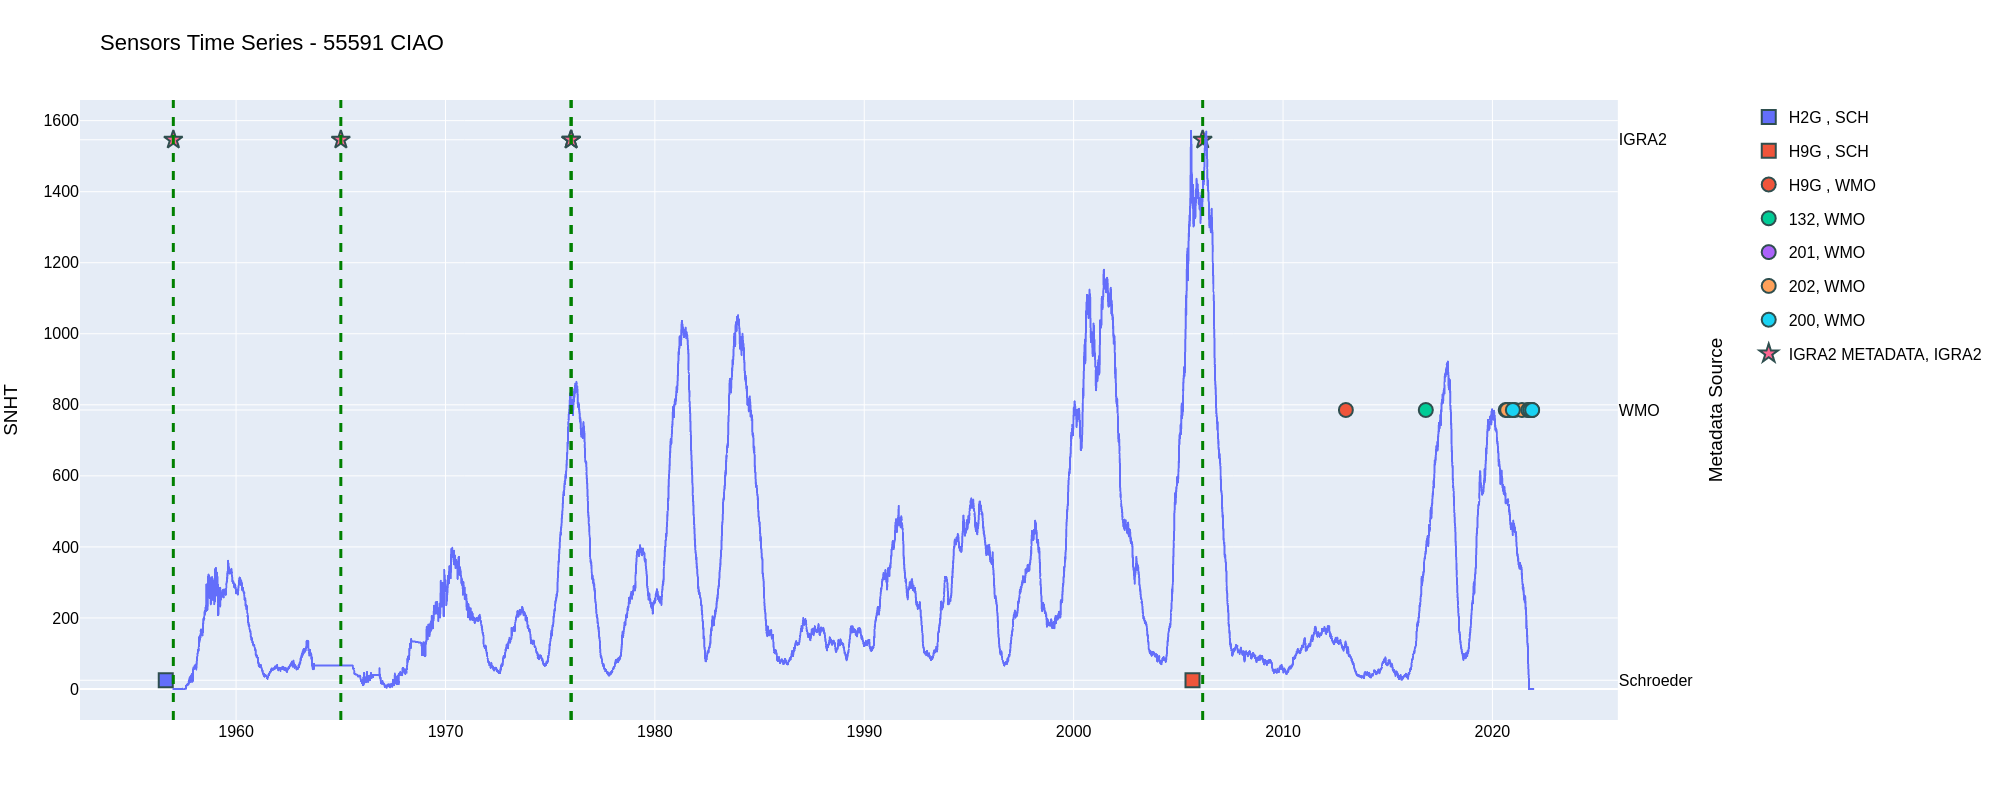 Sensors Time Series - 55591 CIAO
SNHT
1600
1400
1200
1000
800
600
400
200
0
1960
1970
1980
1990
2000
2010
2020
IGRA2
WMO
Schroeder
Metadata Source
H2G , SCH
H9G , SCH
H9G , WMO
132, WMO
201, WMO
202, WMO
200, WMO
IGRA2 METADATA, IGRA2